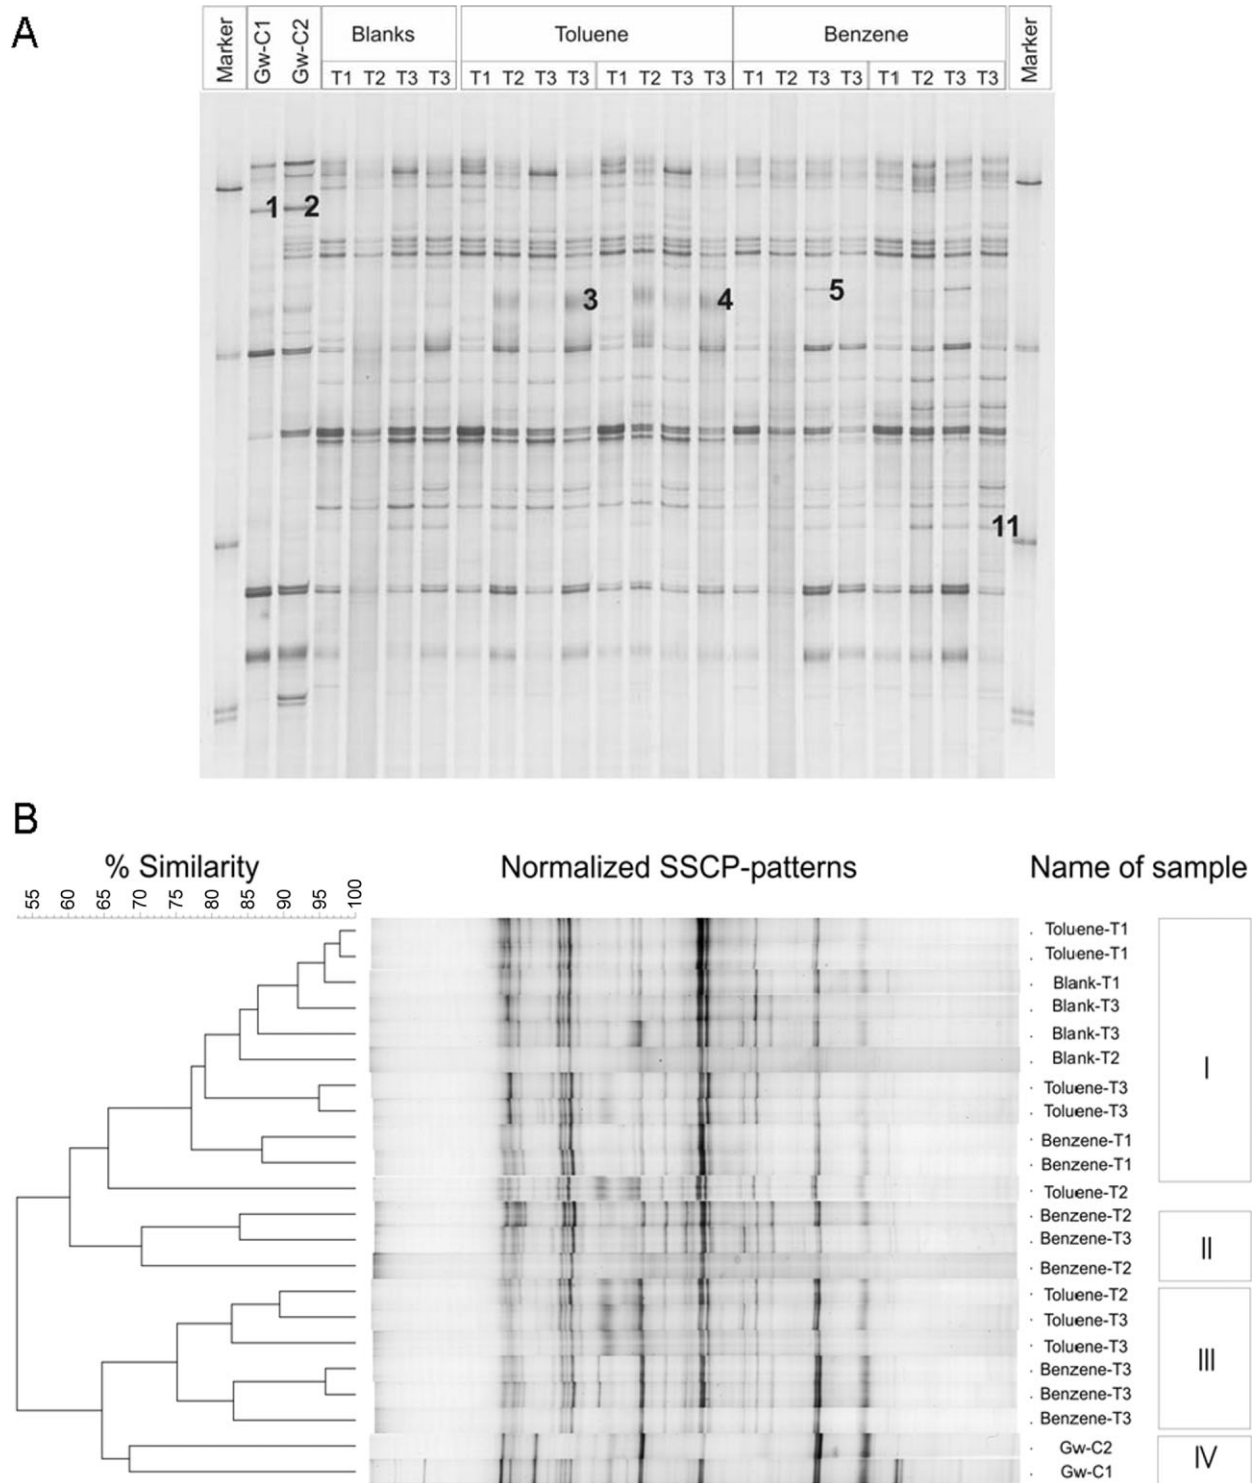 A
Marker Gw-C1 Gw-C2 Blanks Toluene Benzene Marker
T1 T2 T3 T3 T1 T2 T3 T3 T1 T2 T3 T3 T1 T2 T3 T3 T1 T2 T3 T3
1 2
3 4 5
11
B
% Similarity Normalized SSCP-patterns Name of sample
55 60 65 70 75 80 85 90 95 100
Toluene-T1
Toluene-T1
Blank-T1
Blank-T3
Blank-T3
Blank-T2
I
Toluene-T3
Toluene-T3
Benzene-T1
Benzene-T1
Toluene-T2
Benzene-T2
Benzene-T3
II
Benzene-T2
Toluene-T2
Toluene-T3
Toluene-T3
III
Benzene-T3
Benzene-T3
Benzene-T3
Gw-C2
IV
Gw-C1